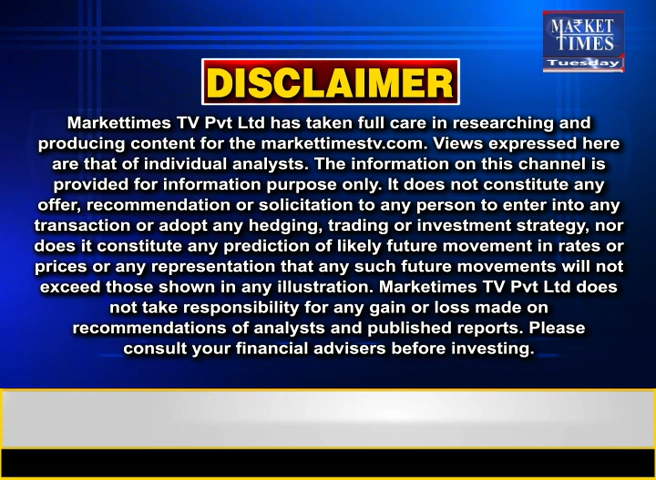 MA₹KET
TIMES
Tuesday
DISCLAIMER
Markettimes TV Pvt Ltd has taken full care in researching and
producing content for the markettimestv.com. Views expressed here
are that of individual analysts. The information on this channel is
provided for information purpose only. It does not constitute any
offer, recommendation or solicitation to any person to enter into any
transaction or adopt any hedging, trading or investment strategy, nor
does it constitute any prediction of likely future movement in rates or
prices or any representation that any such future movements will not
exceed those shown in any illustration. Marketimes TV Pvt Ltd does
not take responsibility for any gain or loss made on
recommendations of analysts and published reports. Please
consult your financial advisers before investing.